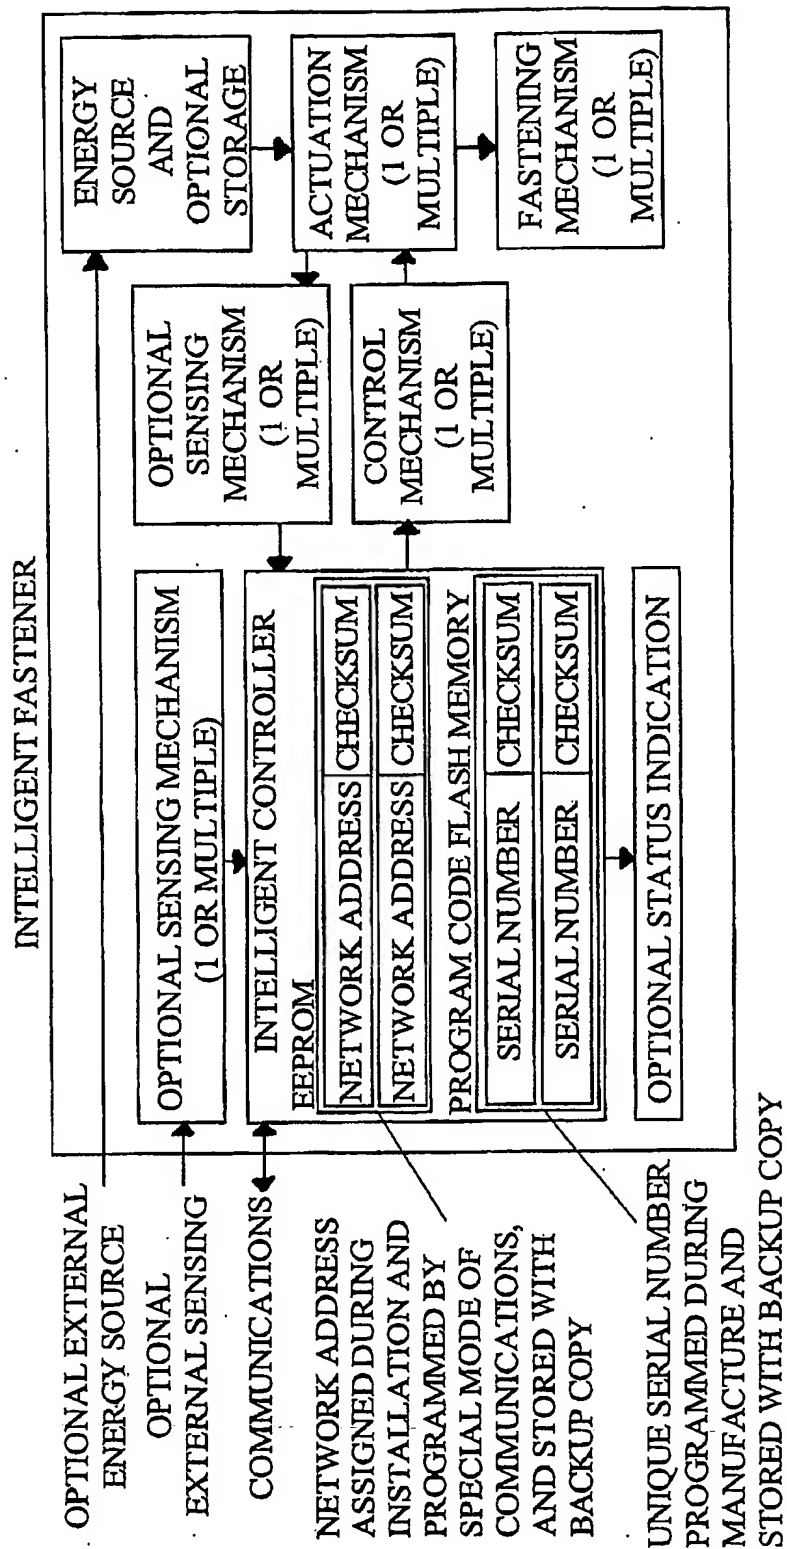 INTELLIGENT FASTENER
OPTIONAL EXTERNAL
ENERGY SOURCE
OPTIONAL
EXTERNAL SENSING
COMMUNICATIONS
NETWORK ADDRESS
ASSIGNED DURING
INSTALLATION AND
PROGRAMMED BY
SPECIAL MODE OF
COMMUNICATIONS,
AND STORED WITH
BACKUP COPY
UNIQUE SERIAL NUMBER
PROGRAMMED DURING
MANUFACTURE AND
STORED WITH BACKUP COPY
OPTIONAL SENSING MECHANISM
(1 OR MULTIPLE)
INTELLIGENT CONTROLLER
EEPROM
NETWORK ADDRESS CHECKSUM
NETWORK ADDRESS CHECKSUM
PROGRAM CODE FLASH MEMORY
SERIAL NUMBER CHECKSUM
SERIAL NUMBER CHECKSUM
OPTIONAL STATUS INDICATION
OPTIONAL
SENSING
MECHANISM
(1 OR
MULTIPLE)
CONTROL
MECHANISM
(1 OR
MULTIPLE)
ENERGY
SOURCE
AND
OPTIONAL
STORAGE
ACTUATION
MECHANISM
(1 OR
MULTIPLE)
FASTENING
MECHANISM
(1 OR
MULTIPLE)